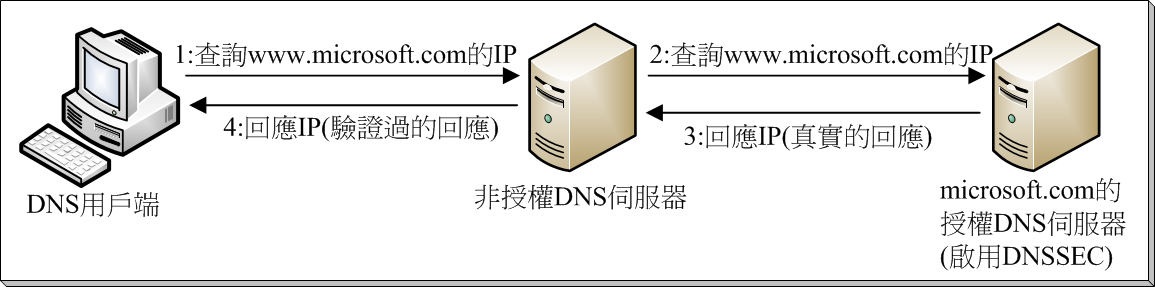 1:查詢www.microsoft.com的IP
2:查詢www.microsoft.com的IP
4:回應IP(驗證過的回應)
3:回應IP(真實的回應)
DNS用戶端
非授權DNS伺服器
microsoft.com的
授權DNS伺服器
(啟用DNSSEC)